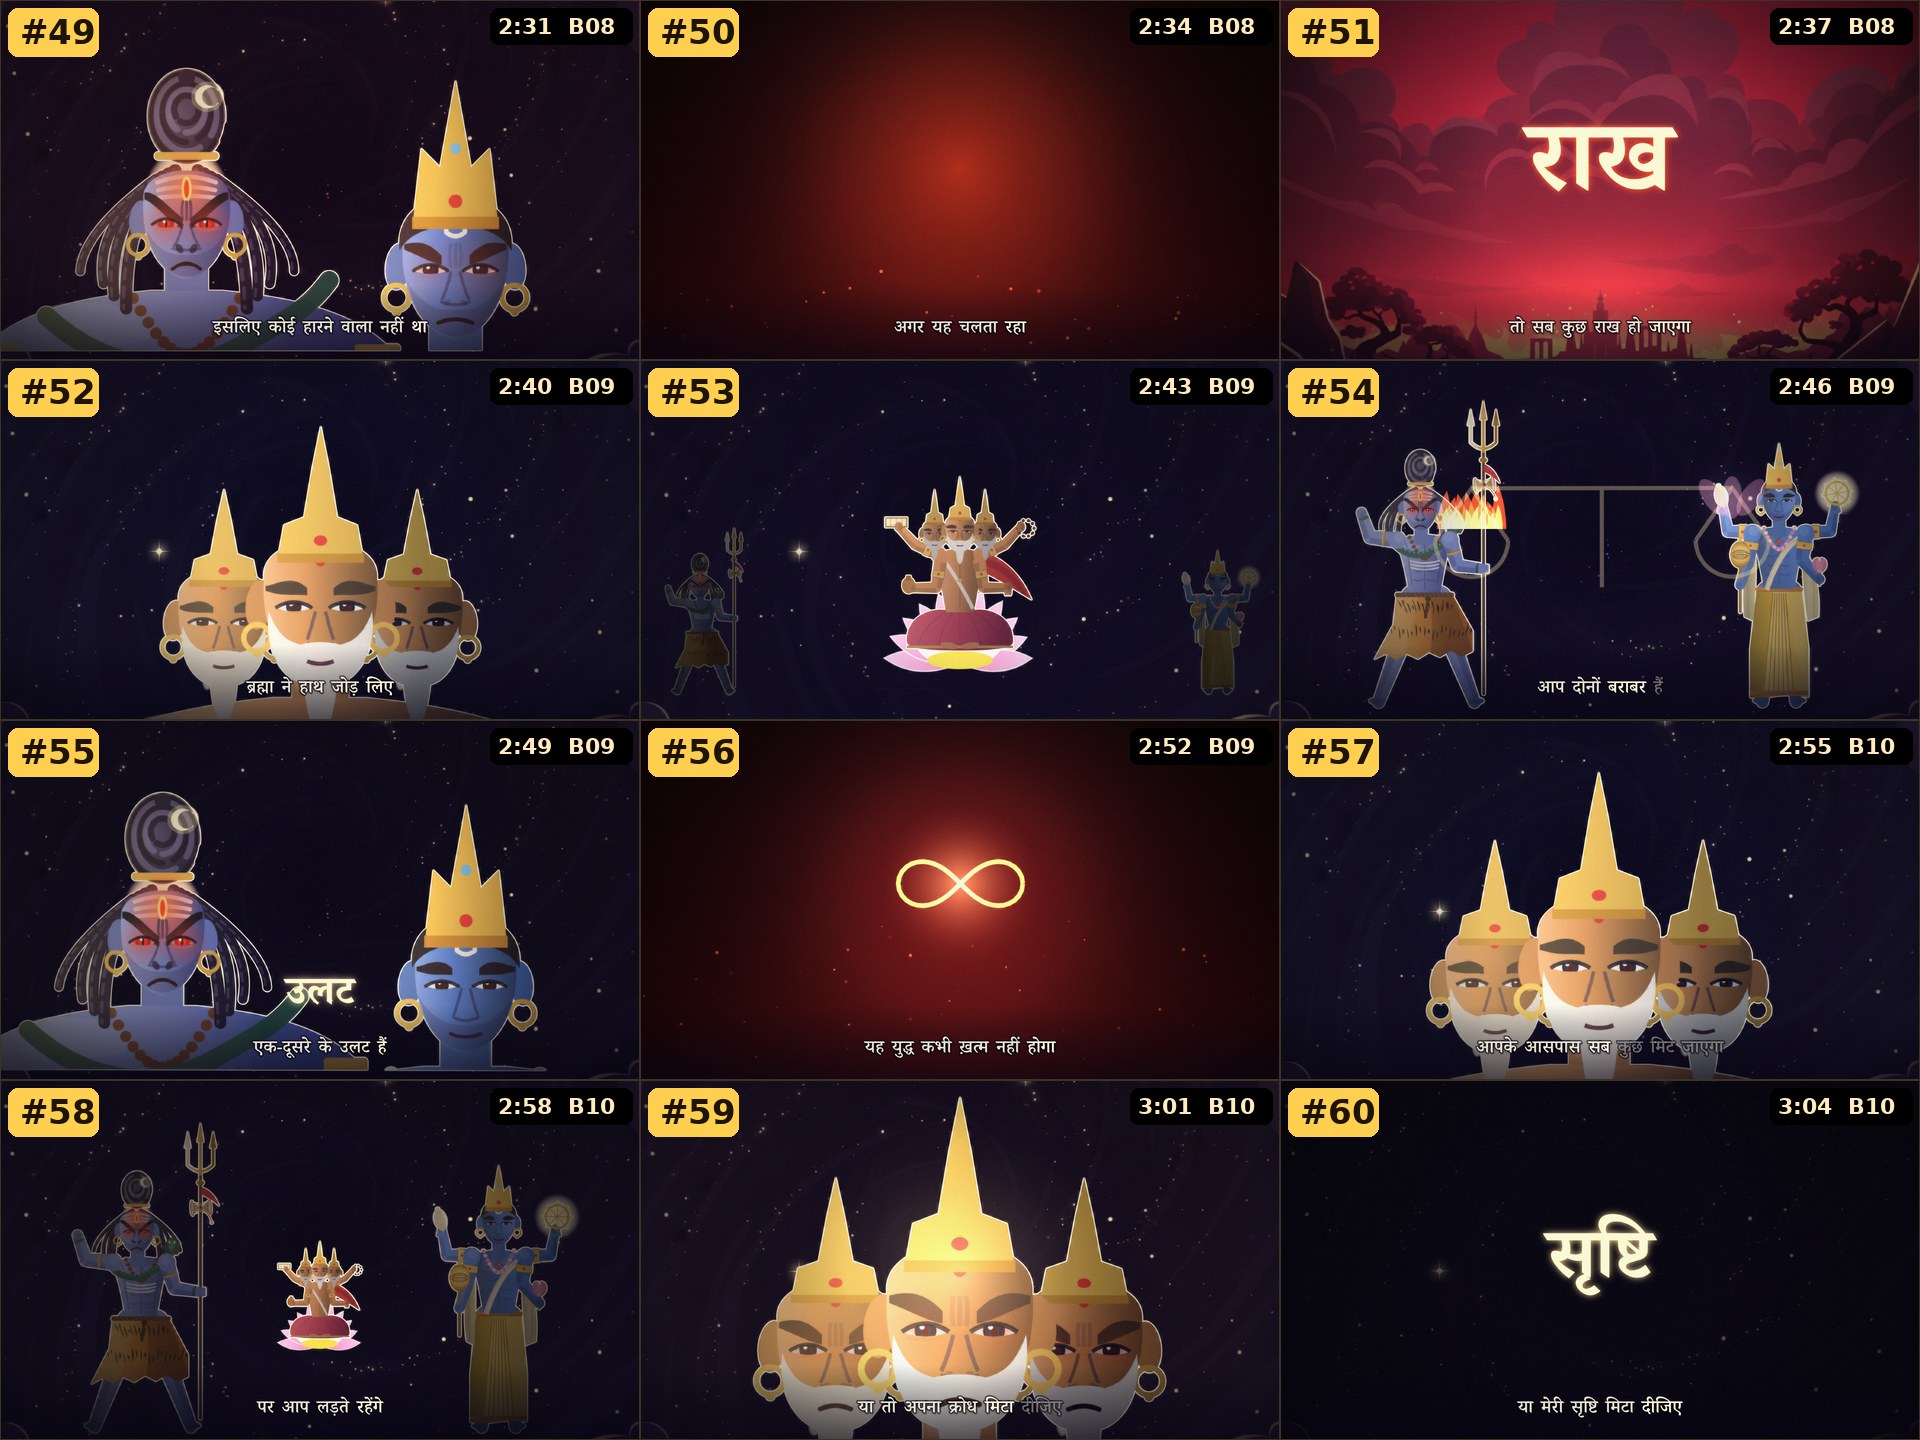 #49
2:31 B08
इसलिए कोई हारने वाला नहीं था
#50
2:34 B08
अगर यह चलता रहा
#51
2:37 B08
राख
तो सब कुछ राख हो जाएगा
#52
2:40 B09
ब्रह्मा ने हाथ जोड़ लिए
#53
2:43 B09
#54
2:46 B09
आप दोनों बराबर हैं
#55
2:49 B09
उलट
एक-दूसरे के उलट हैं
#56
2:52 B09
यह युद्ध कभी ख़त्म नहीं होगा
#57
2:55 B10
आपके आसपास सब कुछ मिट जाएगा
#58
2:58 B10
पर आप लड़ते रहेंगे
#59
3:01 B10
या तो अपना क्रोध मिटा दीजिए
#60
3:04 B10
सृष्टि
या मेरी सृष्टि मिटा दीजिए